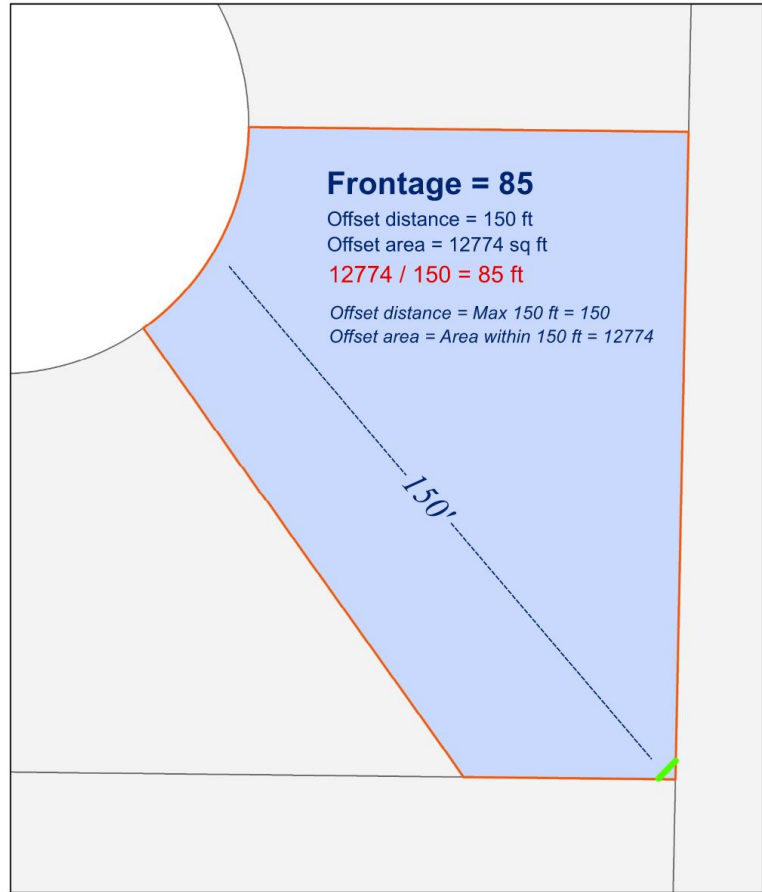 Frontage = 85
Offset distance = 150 ft
Offset area = 12774 sq ft
12774 / 150 = 85 ft
Offset distance = Max 150 ft = 150
Offset area = Area within 150 ft = 12774
150'